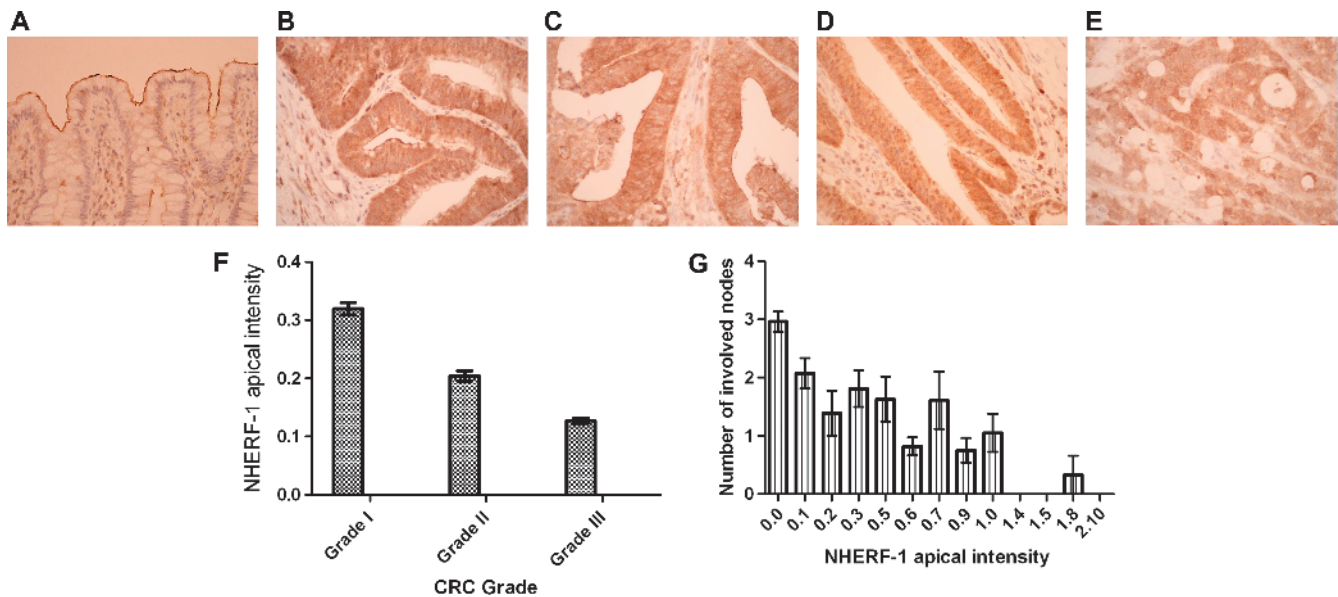 A
B
C
D
E
F
NHERF-1 apical intensity
0.4
0.3
0.2
0.1
0.0
Grade I
Grade II
Grade III
CRC Grade
G
Number of involved nodes
4
3
2
1
0
0.0
0.1
0.2
0.3
0.5
0.6
0.7
0.9
1.0
1.4
1.5
1.8
2.10
NHERF-1 apical intensity